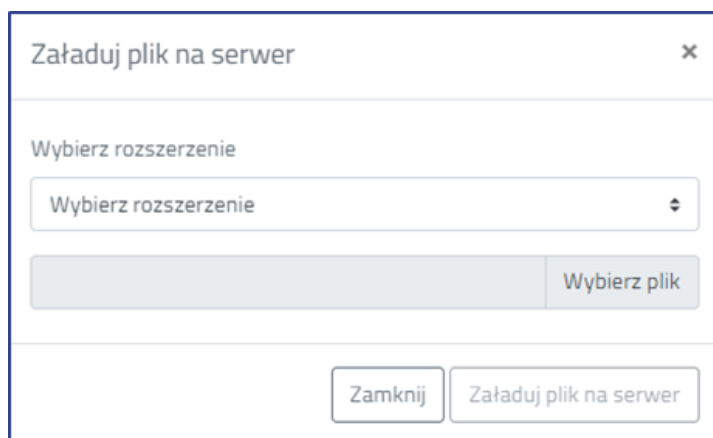 Załaduj plik na serwer ×
Wybierz rozszerzenie
Wybierz rozszerzenie
Wybierz plik
Zamknij Załaduj plik na serwer